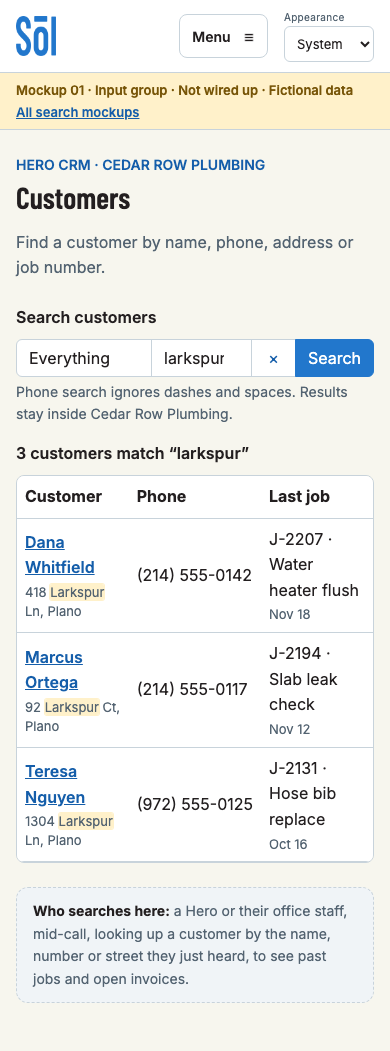 Sōl
Menu ≡
Appearance
System
Mockup 01 · Input group · Not wired up · Fictional data
All search mockups
HERO CRM · CEDAR ROW PLUMBING
Customers
Find a customer by name, phone, address or
job number.
Search customers
Everything
larkspur
×
Search
Phone search ignores dashes and spaces. Results
stay inside Cedar Row Plumbing.
3 customers match “larkspur”
Customer Phone Last job
Dana
Whitfield
418 Larkspur
Ln, Plano
(214) 555-0142
J-2207 ·
Water
heater flush
Nov 18
Marcus
Ortega
92 Larkspur Ct,
Plano
(214) 555-0117
J-2194 ·
Slab leak
check
Nov 12
Teresa
Nguyen
1304 Larkspur
Ln, Plano
(972) 555-0125
J-2131 ·
Hose bib
replace
Oct 16
Who searches here: a Hero or their office staff,
mid-call, looking up a customer by the name,
number or street they just heard, to see past
jobs and open invoices.